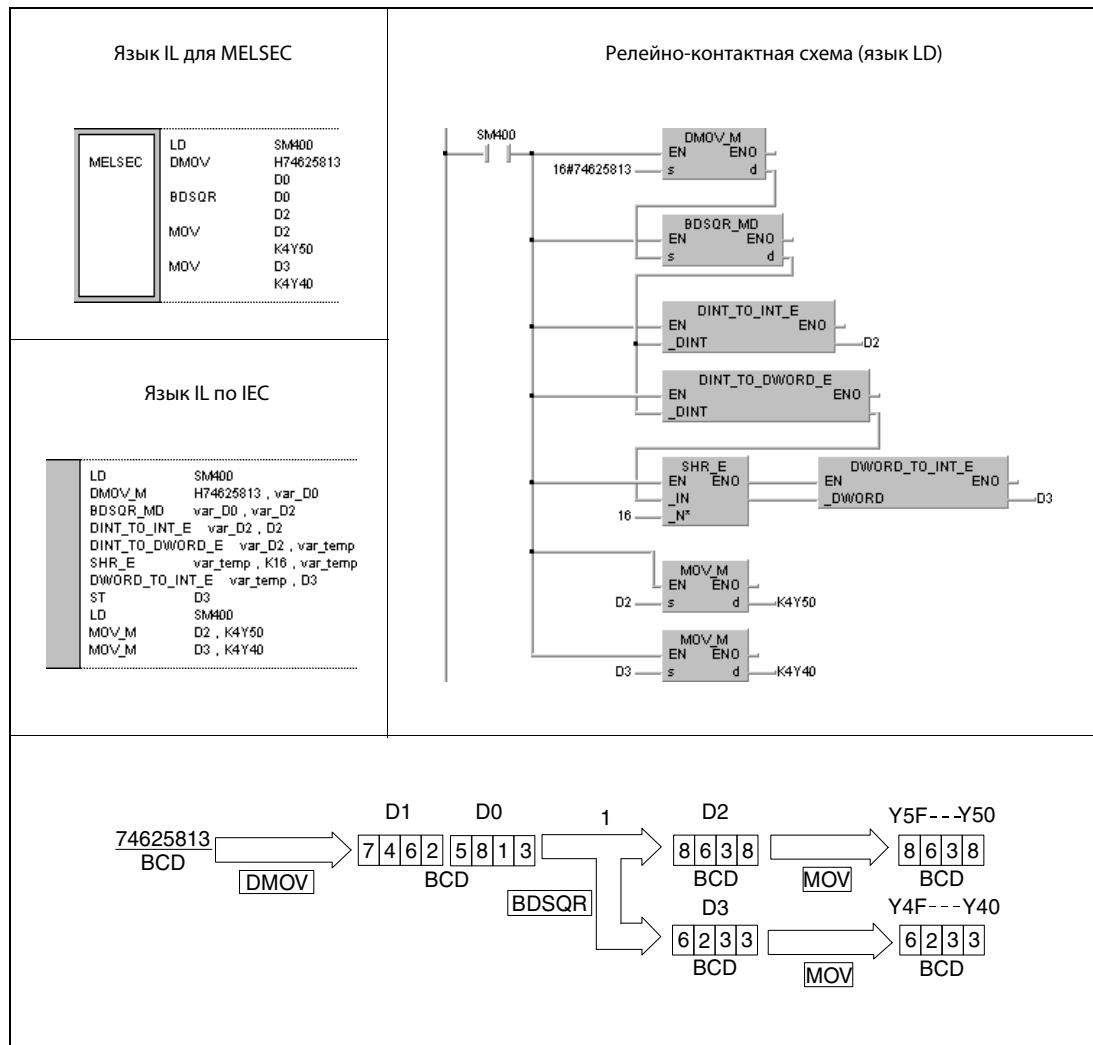 Язык IL для MELSEC
MELSEC
LD SM400
DMOV H74625813
D0
BDSQR D0
D2
MOV D2
K4Y50
MOV D3
K4Y40
Язык IL по IEC
LD SM400
DMOV_M H74625813 , var_D0
BDSQR_MD var_D0 , var_D2
DINT_TO_INT_E var_D2 , D2
DINT_TO_DWORD_E var_D2 , var_temp
SHR_E var_temp , K16 , var_temp
DWORD_TO_INT_E var_temp , D3
ST D3
LD SM400
MOV_M D2 , K4Y50
MOV_M D3 , K4Y40
Релейно-контактная схема (язык LD)
SM400
DMOV_M
EN ENO
16#74625813 s d
BDSQR_MD
EN ENO
s d
DINT_TO_INT_E
EN ENO
_DINT D2
DINT_TO_DWORD_E
EN ENO
_DINT
SHR_E
EN ENO
_IN
16 _N*
DWORD_TO_INT_E
EN ENO
_DWORD D3
MOV_M
EN ENO
D2 s d K4Y50
MOV_M
EN ENO
D3 s d K4Y40
74625813
BCD
DMOV
D1 D0
7 4 6 2 5 8 1 3
BCD
1
BDSQR
D2
8 6 3 8
BCD
MOV
Y5F---Y50
8 6 3 8
BCD
D3
6 2 3 3
BCD
MOV
Y4F---Y40
6 2 3 3
BCD